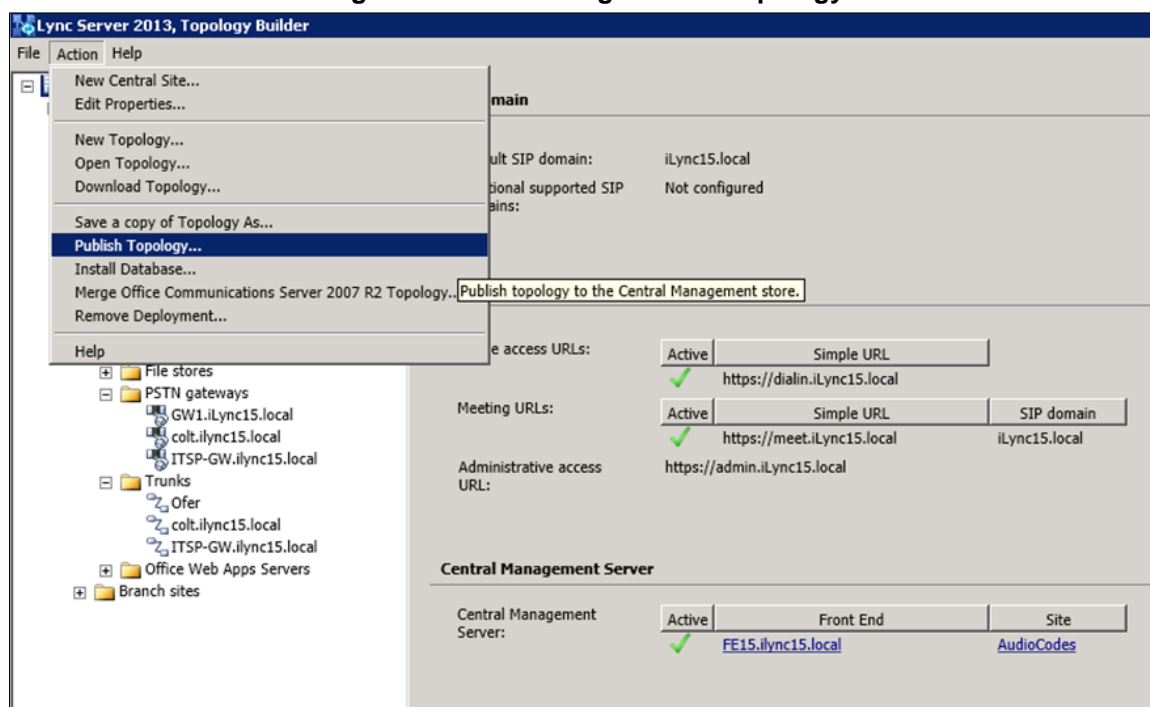 Lync Server 2013, Topology Builder
File Action Help
New Central Site...
Edit Properties...
New Topology...
Open Topology...
Download Topology...
Save a copy of Topology As...
Publish Topology...
Install Database...
Merge Office Communications Server 2007 R2 Topology..
Remove Deployment...
Help
Publish topology to the Central Management store.
File stores
PSTN gateways
GW1.iLync15.local
colt.ilync15.local
ITSP-GW.ilync15.local
Trunks
Ofer
colt.ilync15.local
ITSP-GW.ilync15.local
Office Web Apps Servers
Branch sites
main
ult SIP domain: iLync15.local
tional supported SIP Not configured
ains:
e access URLs: Active Simple URL
https://dialin.iLync15.local
Meeting URLs: Active Simple URL SIP domain
https://meet.iLync15.local iLync15.local
Administrative access https://admin.iLync15.local
URL:
Central Management Server
Central Management Active Front End Site
Server: FE15.ilync15.local AudioCodes